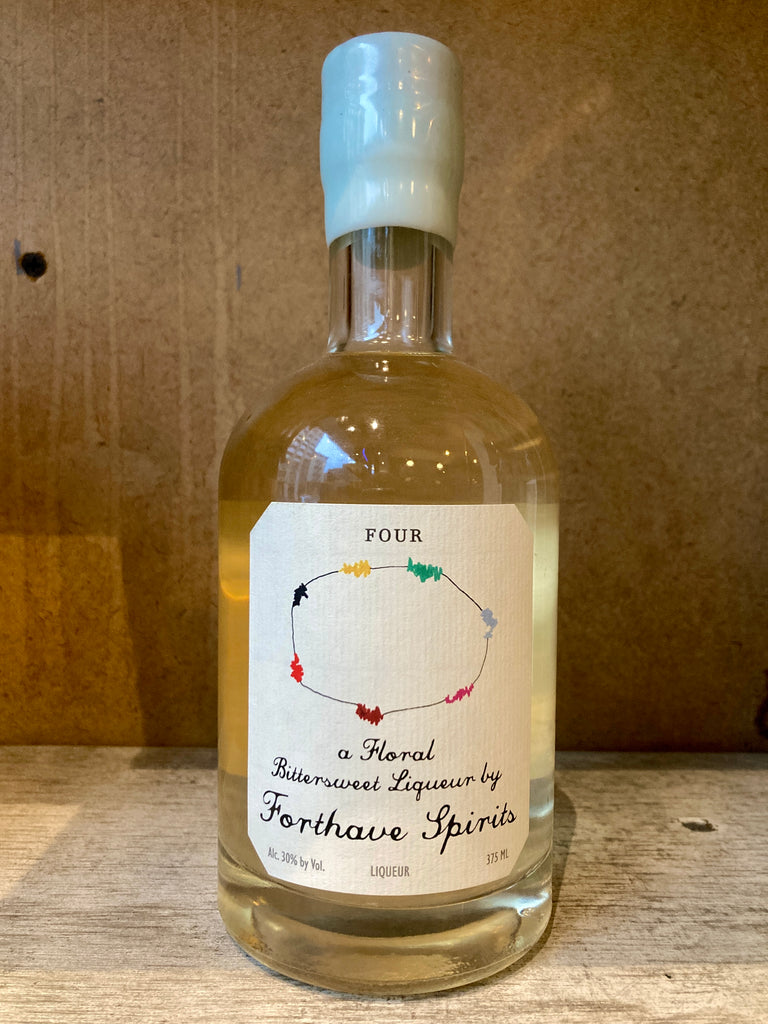 FOUR
a Floral
Bittersweet Liqueur by
Forthave Spirits
Alc. 30% by Vol.
LIQUEUR
375 ML